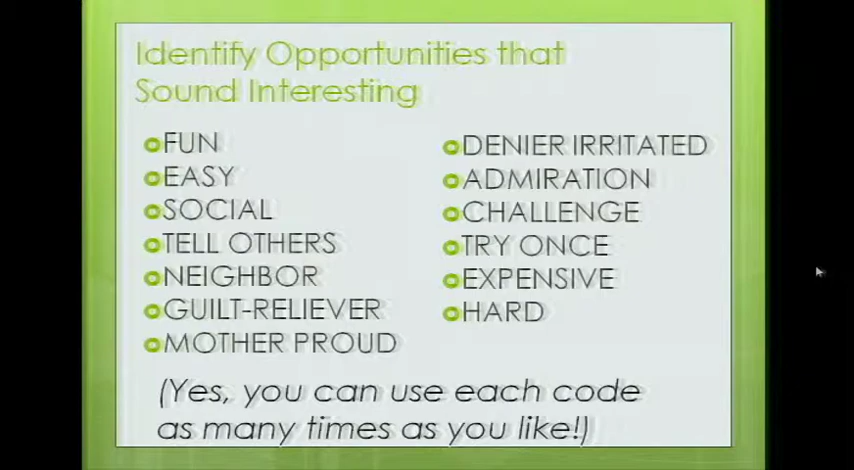 Identify Opportunities that
Sound Interesting
FUN
EASY
SOCIAL
TELL OTHERS
NEIGHBOR
GUILT-RELIEVER
MOTHER PROUD
DENIER IRRITATED
ADMIRATION
CHALLENGE
TRY ONCE
EXPENSIVE
HARD
(Yes, you can use each code
as many times as you like!)